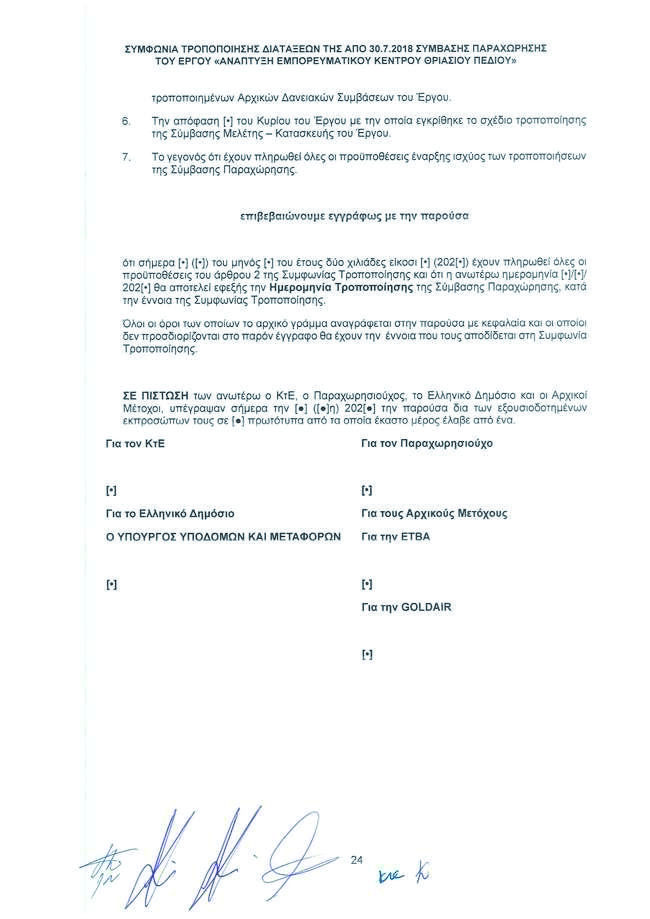 ΣΥΜΦΩΝΙΑ ΤΡΟΠΟΠΟΙΗΣΗΣ ΔΙΑΤΑΞΕΩΝ ΤΗΣ ΑΠΟ 30.7.2018 ΣΥΜΒΑΣΗΣ ΠΑΡΑΧΩΡΗΣΗΣ
ΤΟΥ ΕΡΓΟΥ «ΑΝΑΠΤΥΞΗ ΕΜΠΟΡΕΥΜΑΤΙΚΟΥ ΚΕΝΤΡΟΥ ΘΡΙΑΣΙΟΥ ΠΕΔΙΟΥ»
τροποποιημένων Αρχικών Δανειακών Συμβάσεων του Έργου.
6. Την απόφαση [•] του Κυρίου του Έργου με την οποία εγκρίθηκε το σχέδιο τροποποίησης
της Σύμβασης Μελέτης – Κατασκευής του Έργου.
7. Το γεγονός ότι έχουν πληρωθεί όλες οι προϋποθέσεις έναρξης ισχύος των τροποποιήσεων
της Σύμβασης Παραχώρησης.
επιβεβαιώνουμε εγγράφως με την παρούσα
ότι σήμερα [•] ([•]) του μηνός [•] του έτους δύο χιλιάδες είκοσι [•] (202[•]) έχουν πληρωθεί όλες οι
προϋποθέσεις του άρθρου 2 της Συμφωνίας Τροποποίησης και ότι η ανωτέρω ημερομηνία [•]/[•]/
202[•] θα αποτελεί εφεξής την Ημερομηνία Τροποποίησης της Σύμβασης Παραχώρησης, κατά
την έννοια της Συμφωνίας Τροποποίησης.
Όλοι οι όροι των οποίων το αρχικό γράμμα αναγράφεται στην παρούσα με κεφαλαία και οι οποίοι
δεν προσδιορίζονται στο παρόν έγγραφο θα έχουν την έννοια που τους αποδίδεται στη Συμφωνία
Τροποποίησης.
ΣΕ ΠΙΣΤΩΣΗ των ανωτέρω ο ΚτΕ, ο Παραχωρησιούχος, το Ελληνικό Δημόσιο και οι Αρχικοί
Μέτοχοι, υπέγραψαν σήμερα την [●] ([●]η) 202[●] την παρούσα δια των εξουσιοδοτημένων
εκπροσώπων τους σε [●] πρωτότυπα από τα οποία έκαστο μέρος έλαβε από ένα.
Για τον ΚτΕ Για τον Παραχωρησιούχο
[•] [•]
Για το Ελληνικό Δημόσιο Για τους Αρχικούς Μετόχους
Ο ΥΠΟΥΡΓΟΣ ΥΠΟΔΟΜΩΝ ΚΑΙ ΜΕΤΑΦΟΡΩΝ Για την ΕΤΒΑ
[•] [•]
Για την GOLDAIR
[•]
24